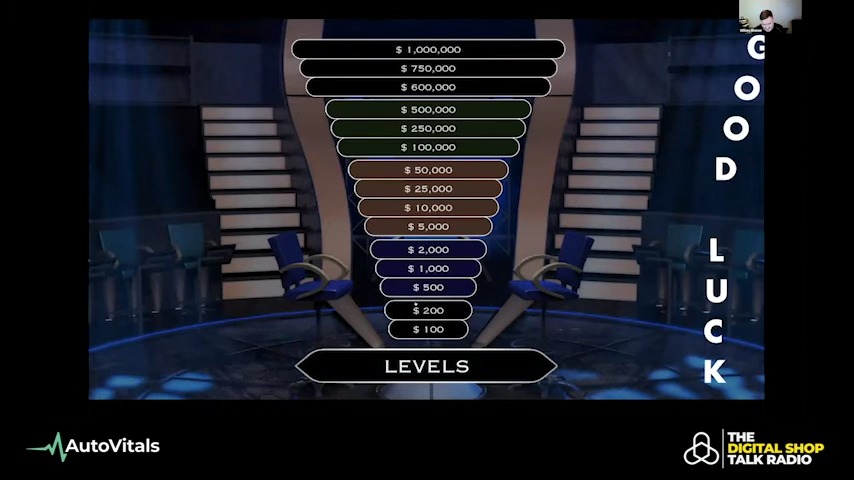 $ 1,000,000
$ 750,000
$ 600,000
$ 500,000
$ 250,000
$ 100,000
$ 50,000
$ 25,000
$ 10,000
$ 5,000
$ 2,000
$ 1,000
$ 500
$ 200
$ 100
LEVELS
GOOD
LUCK
AutoVitals
THE
DIGITAL SHOP
TALK RADIO